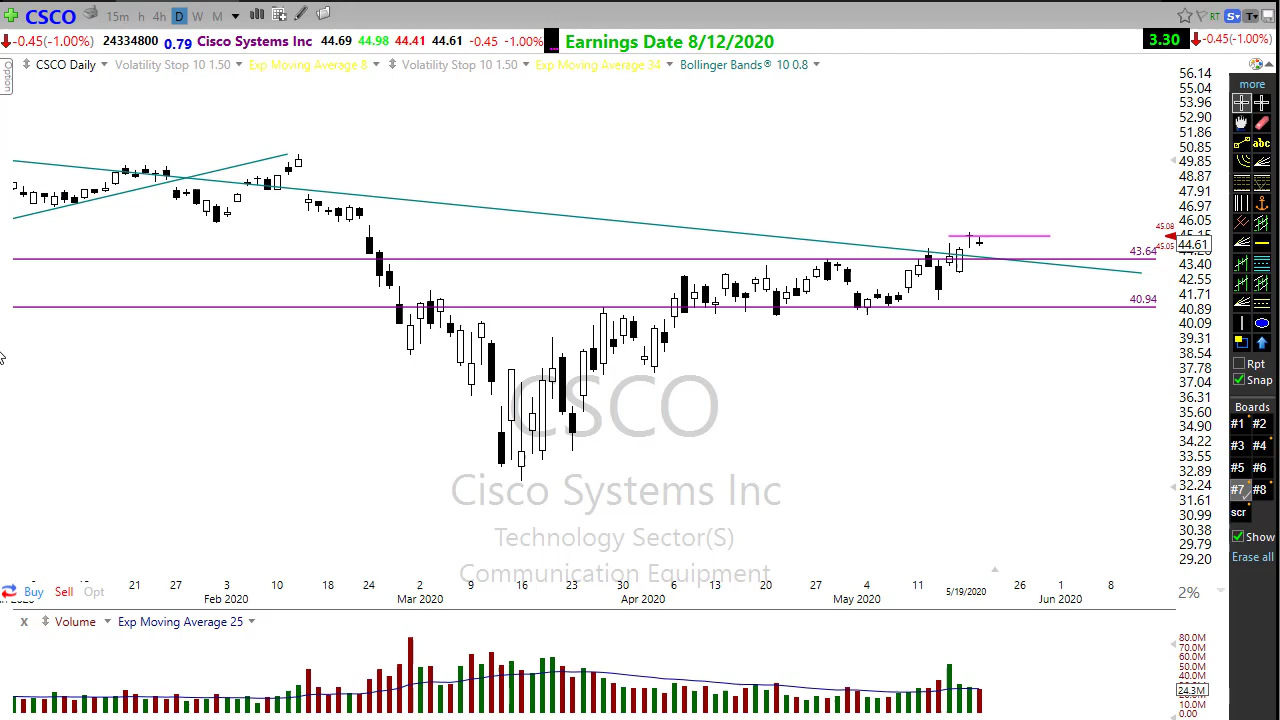 CSCO 15m h 4h D W M RT S T
-0.45(-1.00%) 24334800 0.79 Cisco Systems Inc 44.69 44.98 44.41 44.61 -0.45 -1.00% ... Earnings Date 8/12/2020 3.30 -0.45(-1.00%)
Option
CSCO Daily Volatility Stop 10 1.50 Exp Moving Average 8 Volatility Stop 10 1.50 Exp Moving Average 34 Bollinger Bands® 10 0.8
56.14
55.04
53.96
52.90
51.86
50.85
49.85
48.87
47.91
46.97
46.05
45.08
44.61
45.05
43.64
43.40
42.55
41.71
40.94
40.89
40.09
39.31
38.54
37.78
37.04
36.31
35.60
34.90
34.22
33.55
32.89
32.24
31.61
30.99
30.38
29.79
29.20
CSCO
Cisco Systems Inc
Technology Sector(S)
Communication Equipment
21 27 3 10 18 24 2 9 16 23 30 6 13 20 27 4 11 26 1 8
Feb 2020 Mar 2020 Apr 2020 May 2020 5/19/2020 Jun 2020
Buy Sell Opt
2%
x Volume Exp Moving Average 25
80.0M
70.0M
60.0M
50.0M
40.0M
24.3M
10.0M
0.00
more
abc
Rpt
Snap
Boards
#1 #2
#3 #4
#5 #6
#7 #8
scr
Show
Erase all